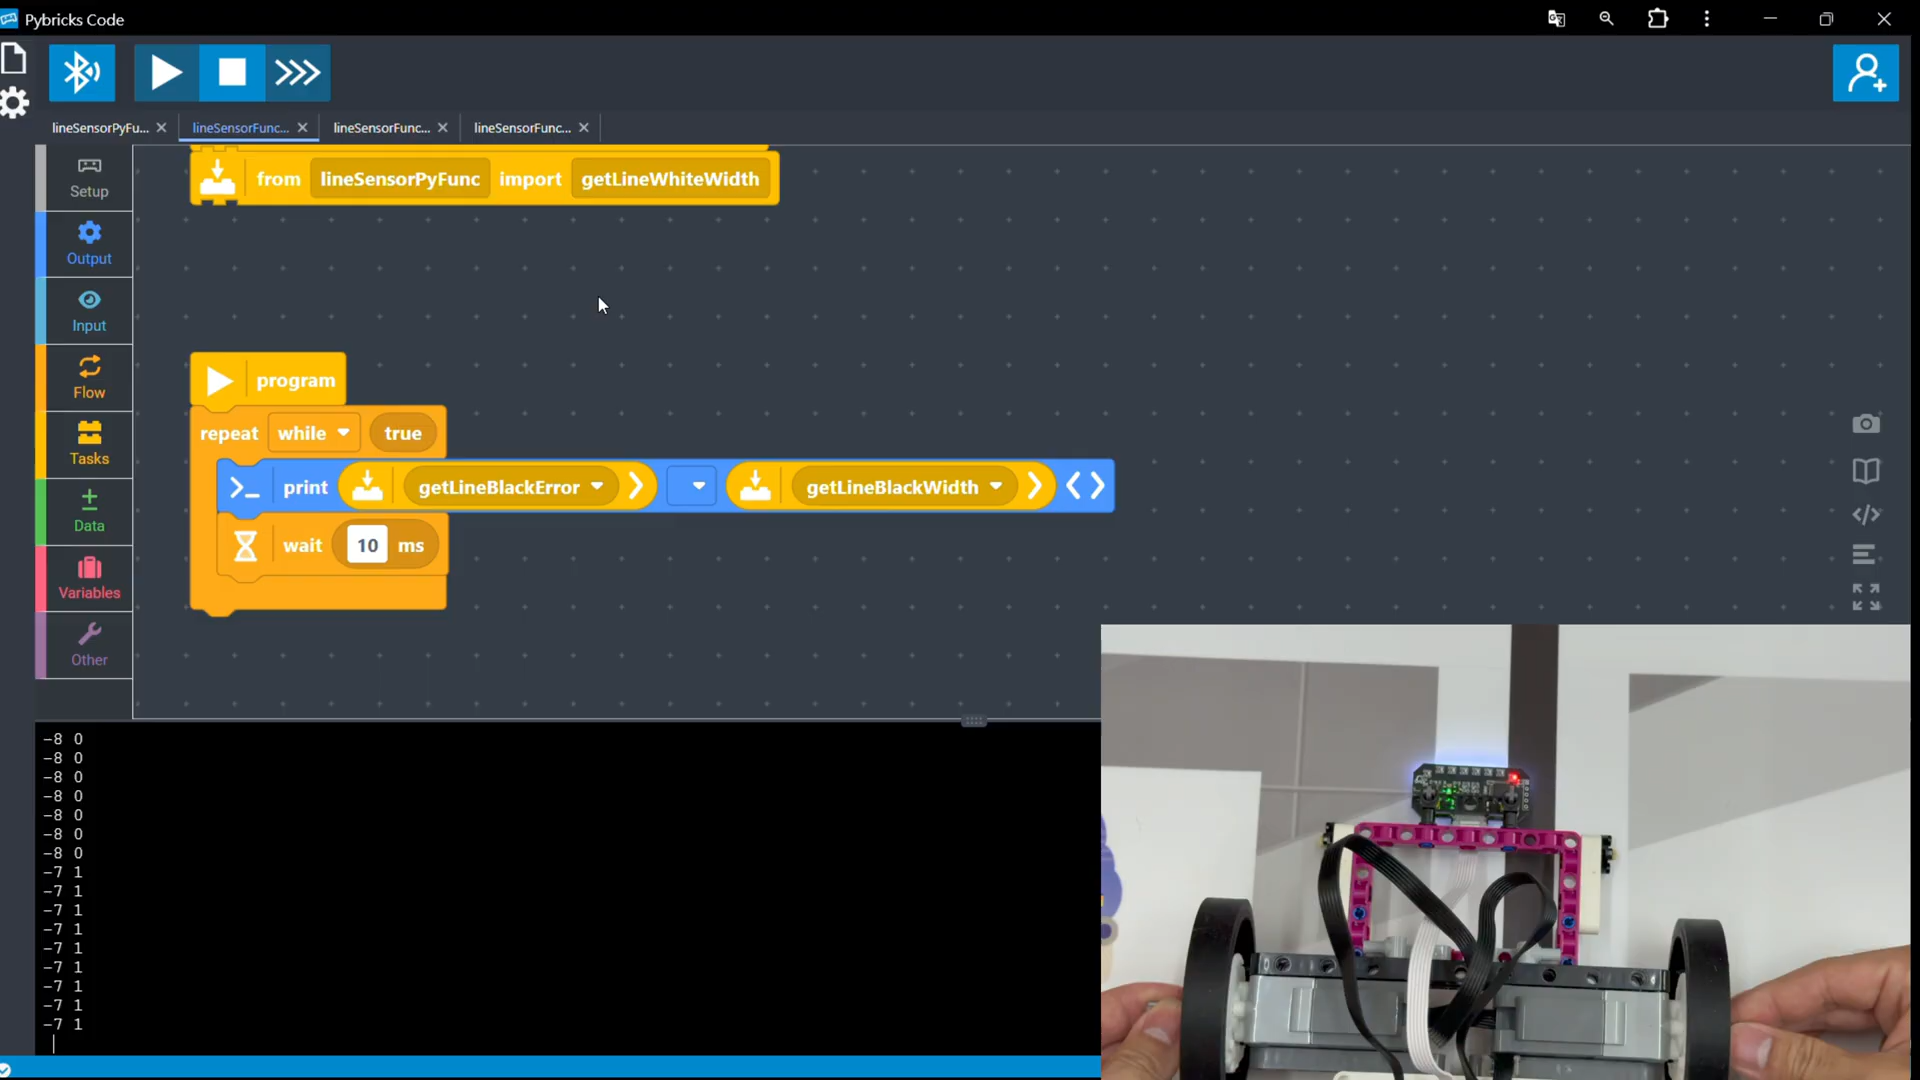 Pybricks Code
lineSensorPyFu...
lineSensorFunc...
lineSensorFunc...
lineSensorFunc...
Setup
Output
Input
Flow
Tasks
Data
Variables
Other
from lineSensorPyFunc import getLineWhiteWidth
program
repeat while true
print getLineBlackError getLineBlackWidth
wait 10 ms
-8 0
-8 0
-8 0
-8 0
-8 0
-8 0
-8 0
-7 1
-7 1
-7 1
-7 1
-7 1
-7 1
-7 1
-7 1
-7 1